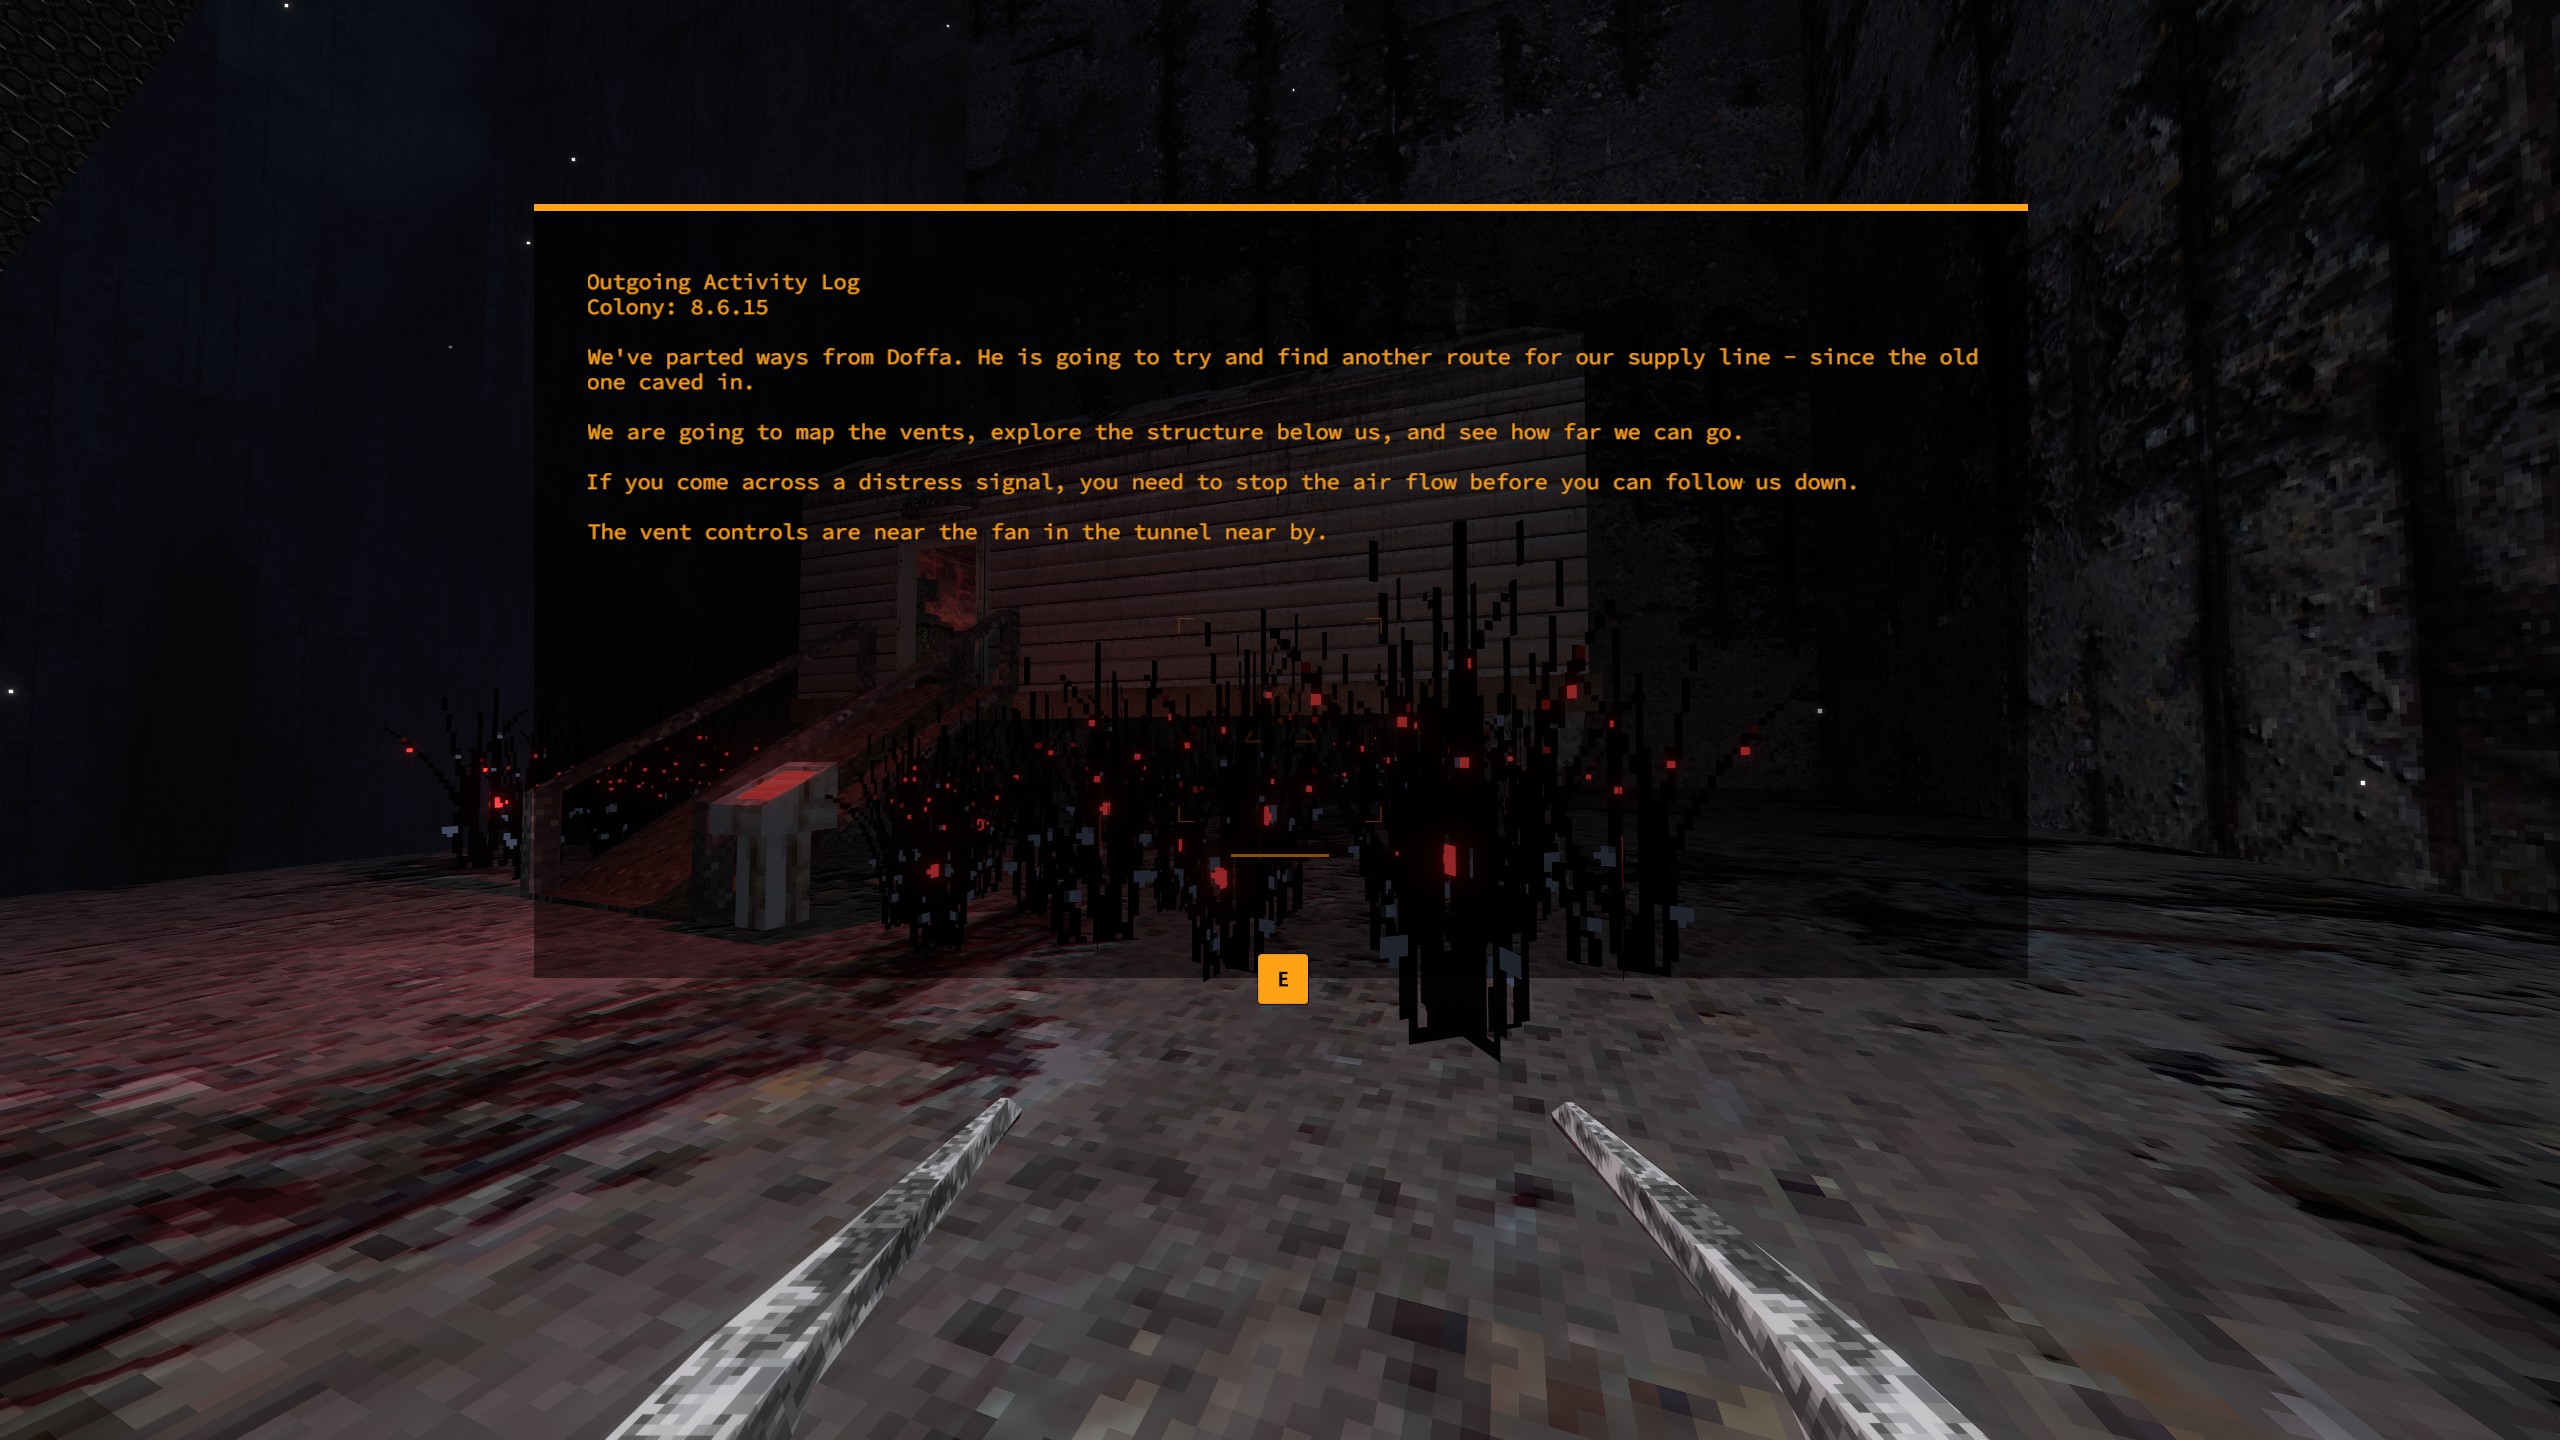 Outgoing Activity Log
Colony: 8.6.15
We've parted ways from Doffa. He is going to try and find another route for our supply line - since the old
one caved in.
We are going to map the vents, explore the structure below us, and see how far we can go.
If you come across a distress signal, you need to stop the air flow before you can follow us down.
The vent controls are near the fan in the tunnel near by.
E